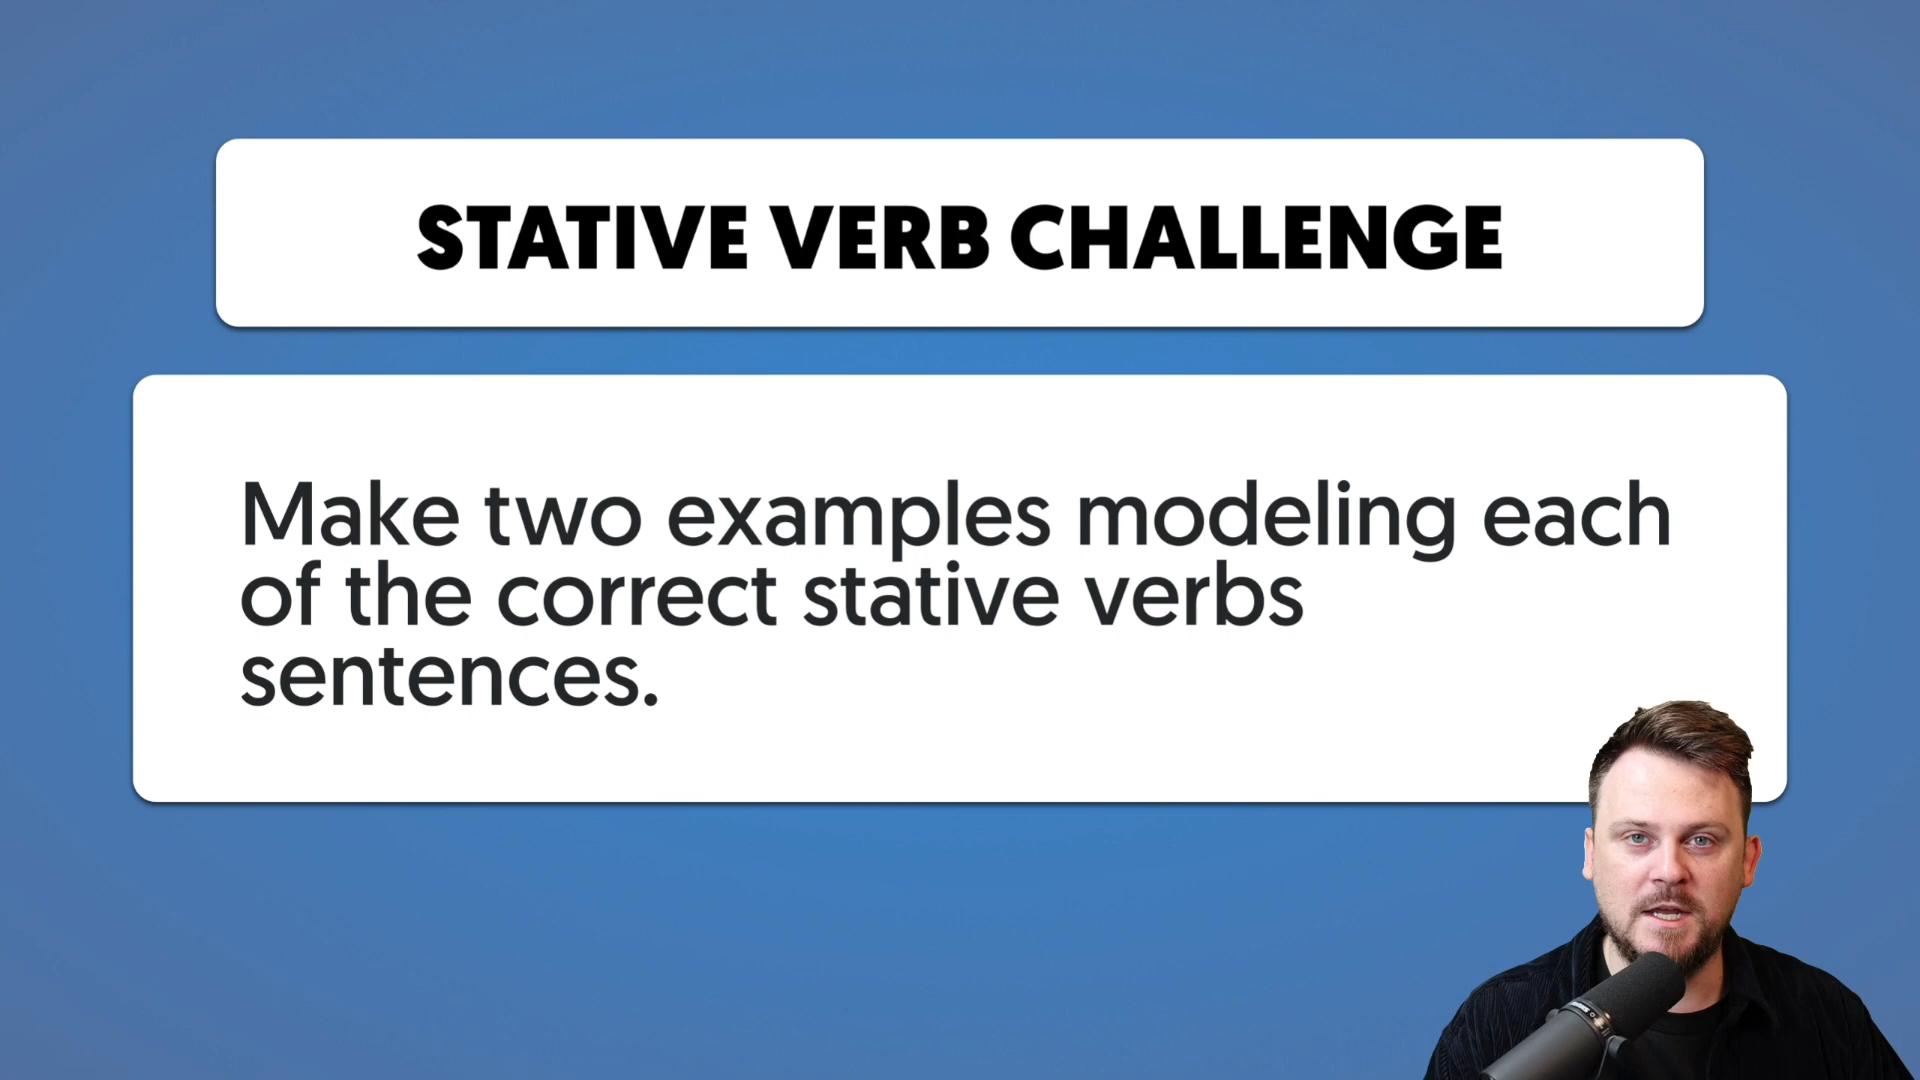 STATIVE VERB CHALLENGE
Make two examples modeling each
of the correct stative verbs
sentences.